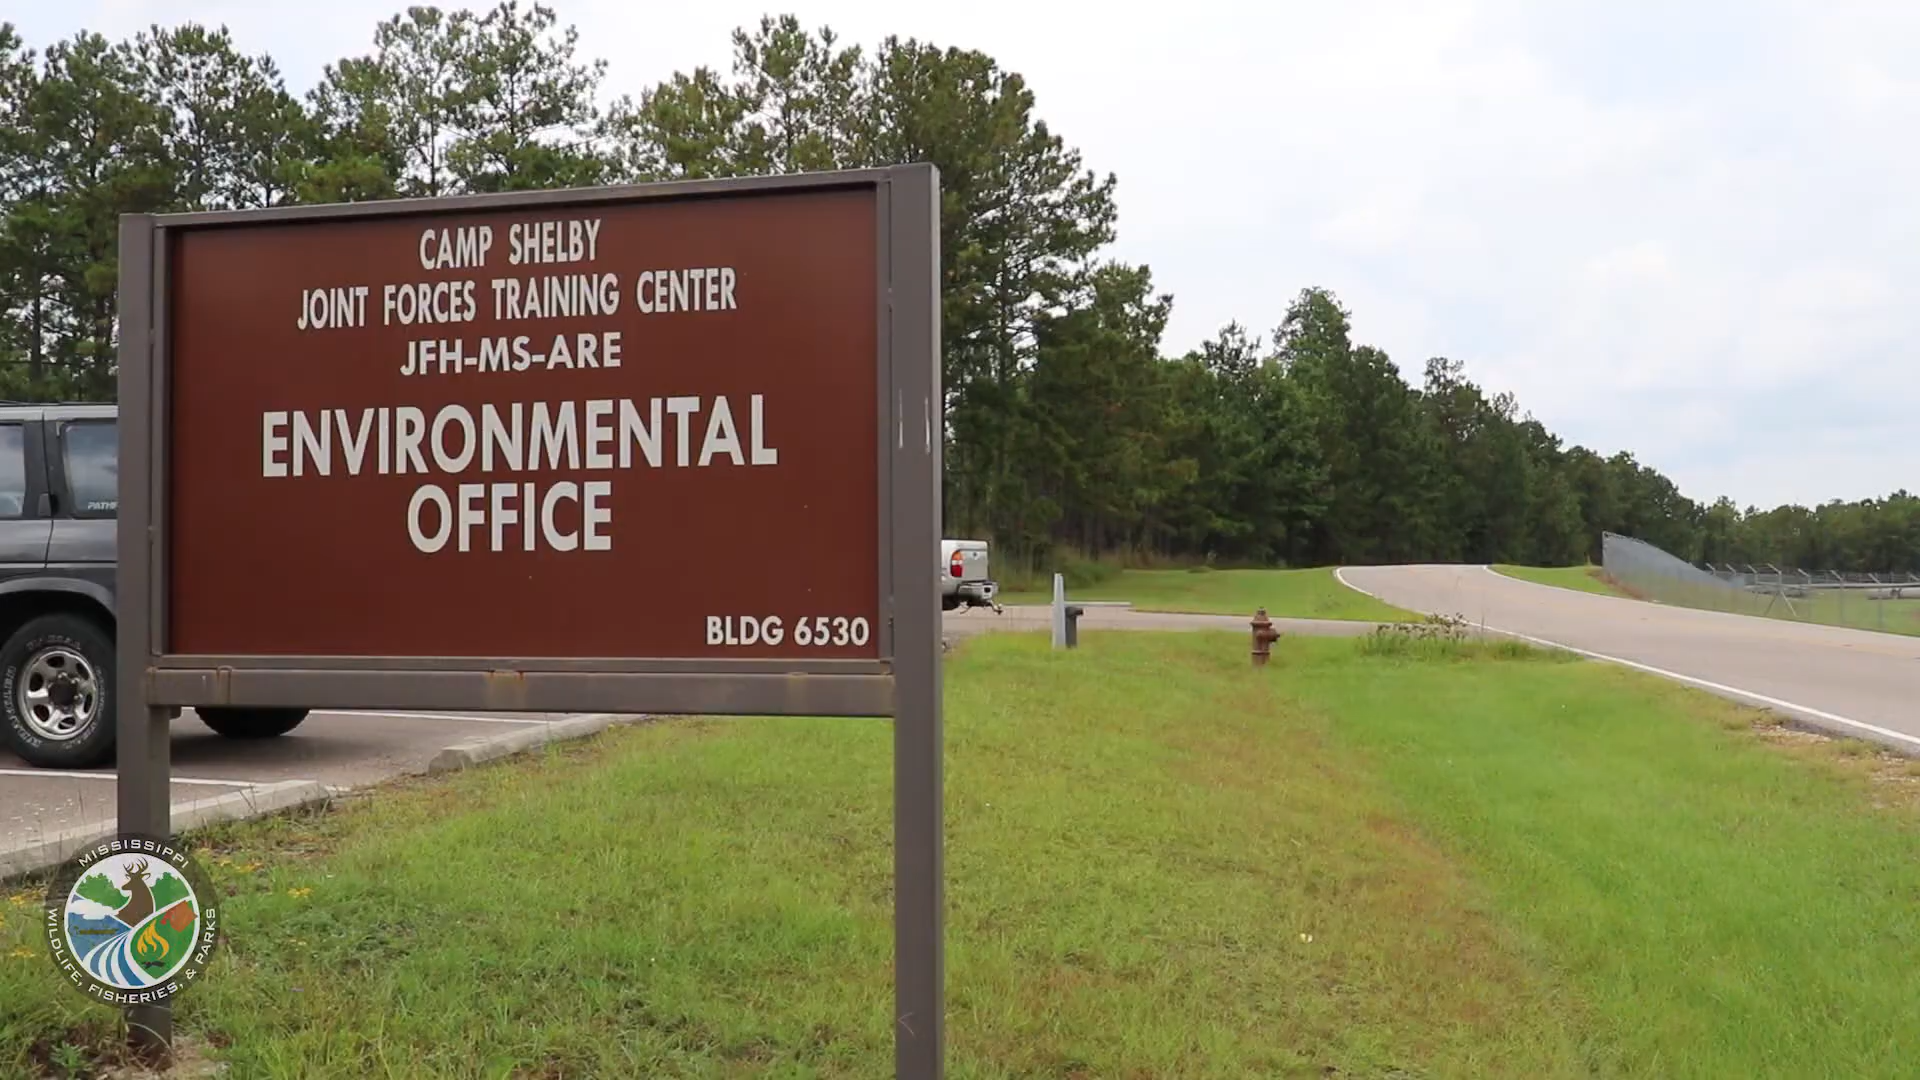 CAMP SHELBY
JOINT FORCES TRAINING CENTER
JFH-MS-ARE
ENVIRONMENTAL
OFFICE
BLDG 6530
MISSISSIPPI
WILDLIFE, FISHERIES, & PARKS